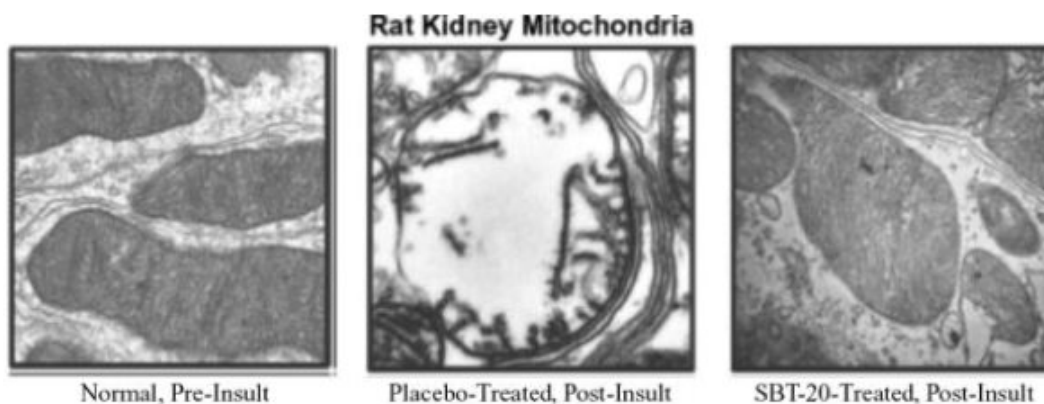 Rat Kidney Mitochondria
Normal, Pre-Insult
Placebo-Treated, Post-Insult
SBT-20-Treated, Post-Insult